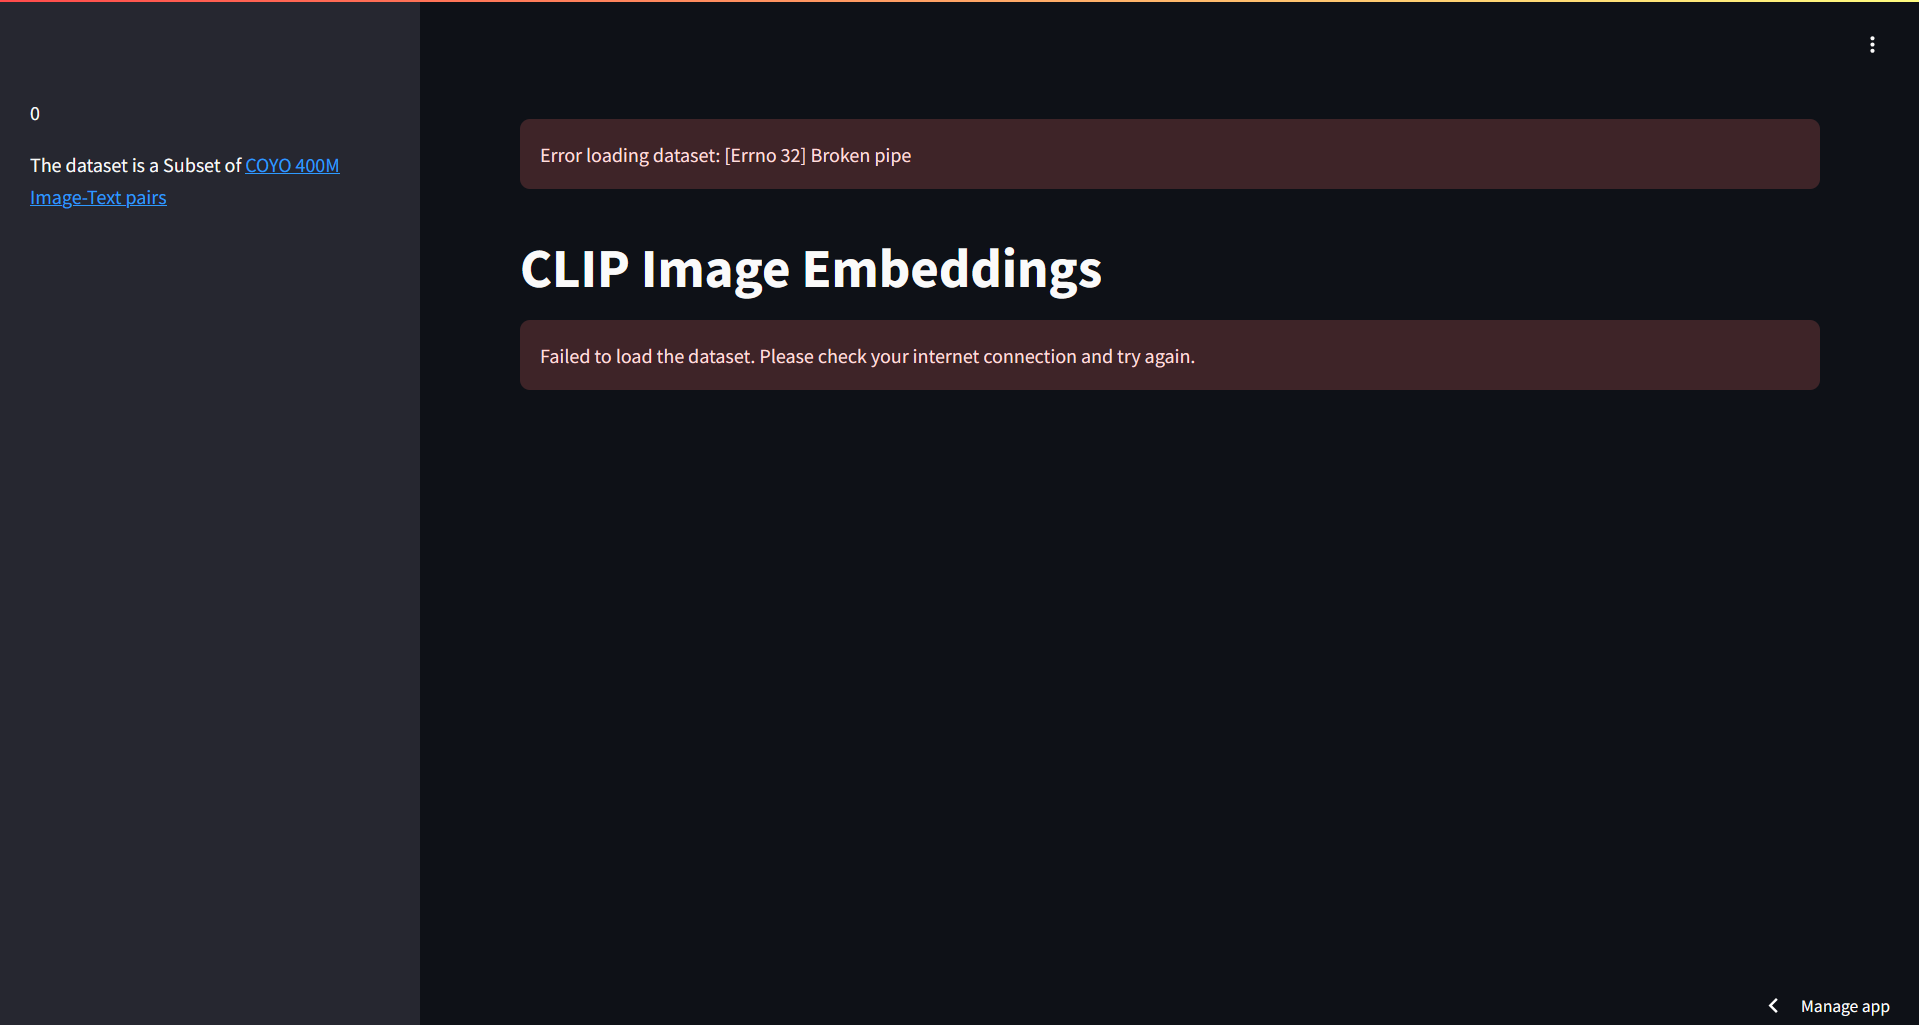 0
The dataset is a Subset of COYO 400M
Image-Text pairs
Error loading dataset: [Errno 32] Broken pipe
CLIP Image Embeddings
Failed to load the dataset. Please check your internet connection and try again.
Manage app